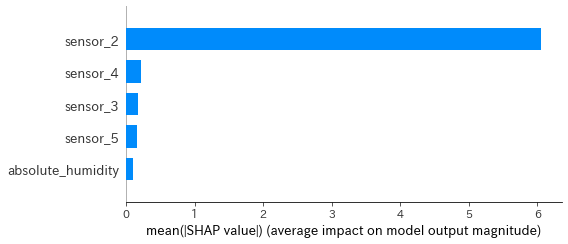 sensor_2
sensor_4
sensor_3
sensor_5
absolute_humidity
0 1 2 3 4 5 6
mean(|SHAP value|) (average impact on model output magnitude)